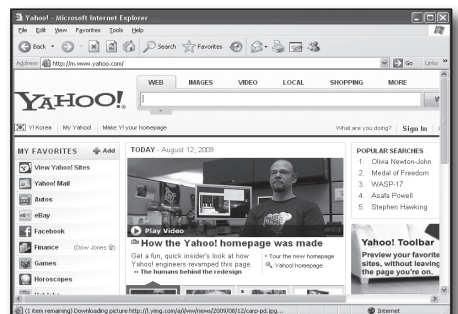 Yahoo! - Microsoft Internet Explorer
File Edit View Favorites Tools Help
Back Search Favorites
Address http://m.www.yahoo.com/ Go Links »
WEB IMAGES VIDEO LOCAL SHOPPING MORE
YAHOO!
Y! Korea My Yahoo! Make Y! your homepage What are you doing? Sign In
MY FAVORITES Add
View Yahoo! Sites
Yahoo! Mail
Autos
eBay
Facebook
Finance (Dow Jones)
Games
Horoscopes
TODAY - August 12, 2009
Play Video
How the Yahoo! homepage was made
Get a fun, quick insider's look at how
Yahoo! engineers revamped this page.
» The humans behind the redesign
• Tour the new homepage
Yahoo! homepage
POPULAR SEARCHES
1. Olivia Newton-John
2. Medal of Freedom
3. WASP-17
4. Asafa Powell
5. Stephen Hawking
Yahoo! Toolbar
Preview your favorite
sites, without leaving
the page you're on.
(1 item remaining) Downloading picture http://l.yimg.com/a/i/ww/news/2009/08/12/carp-pd.jpg... Internet